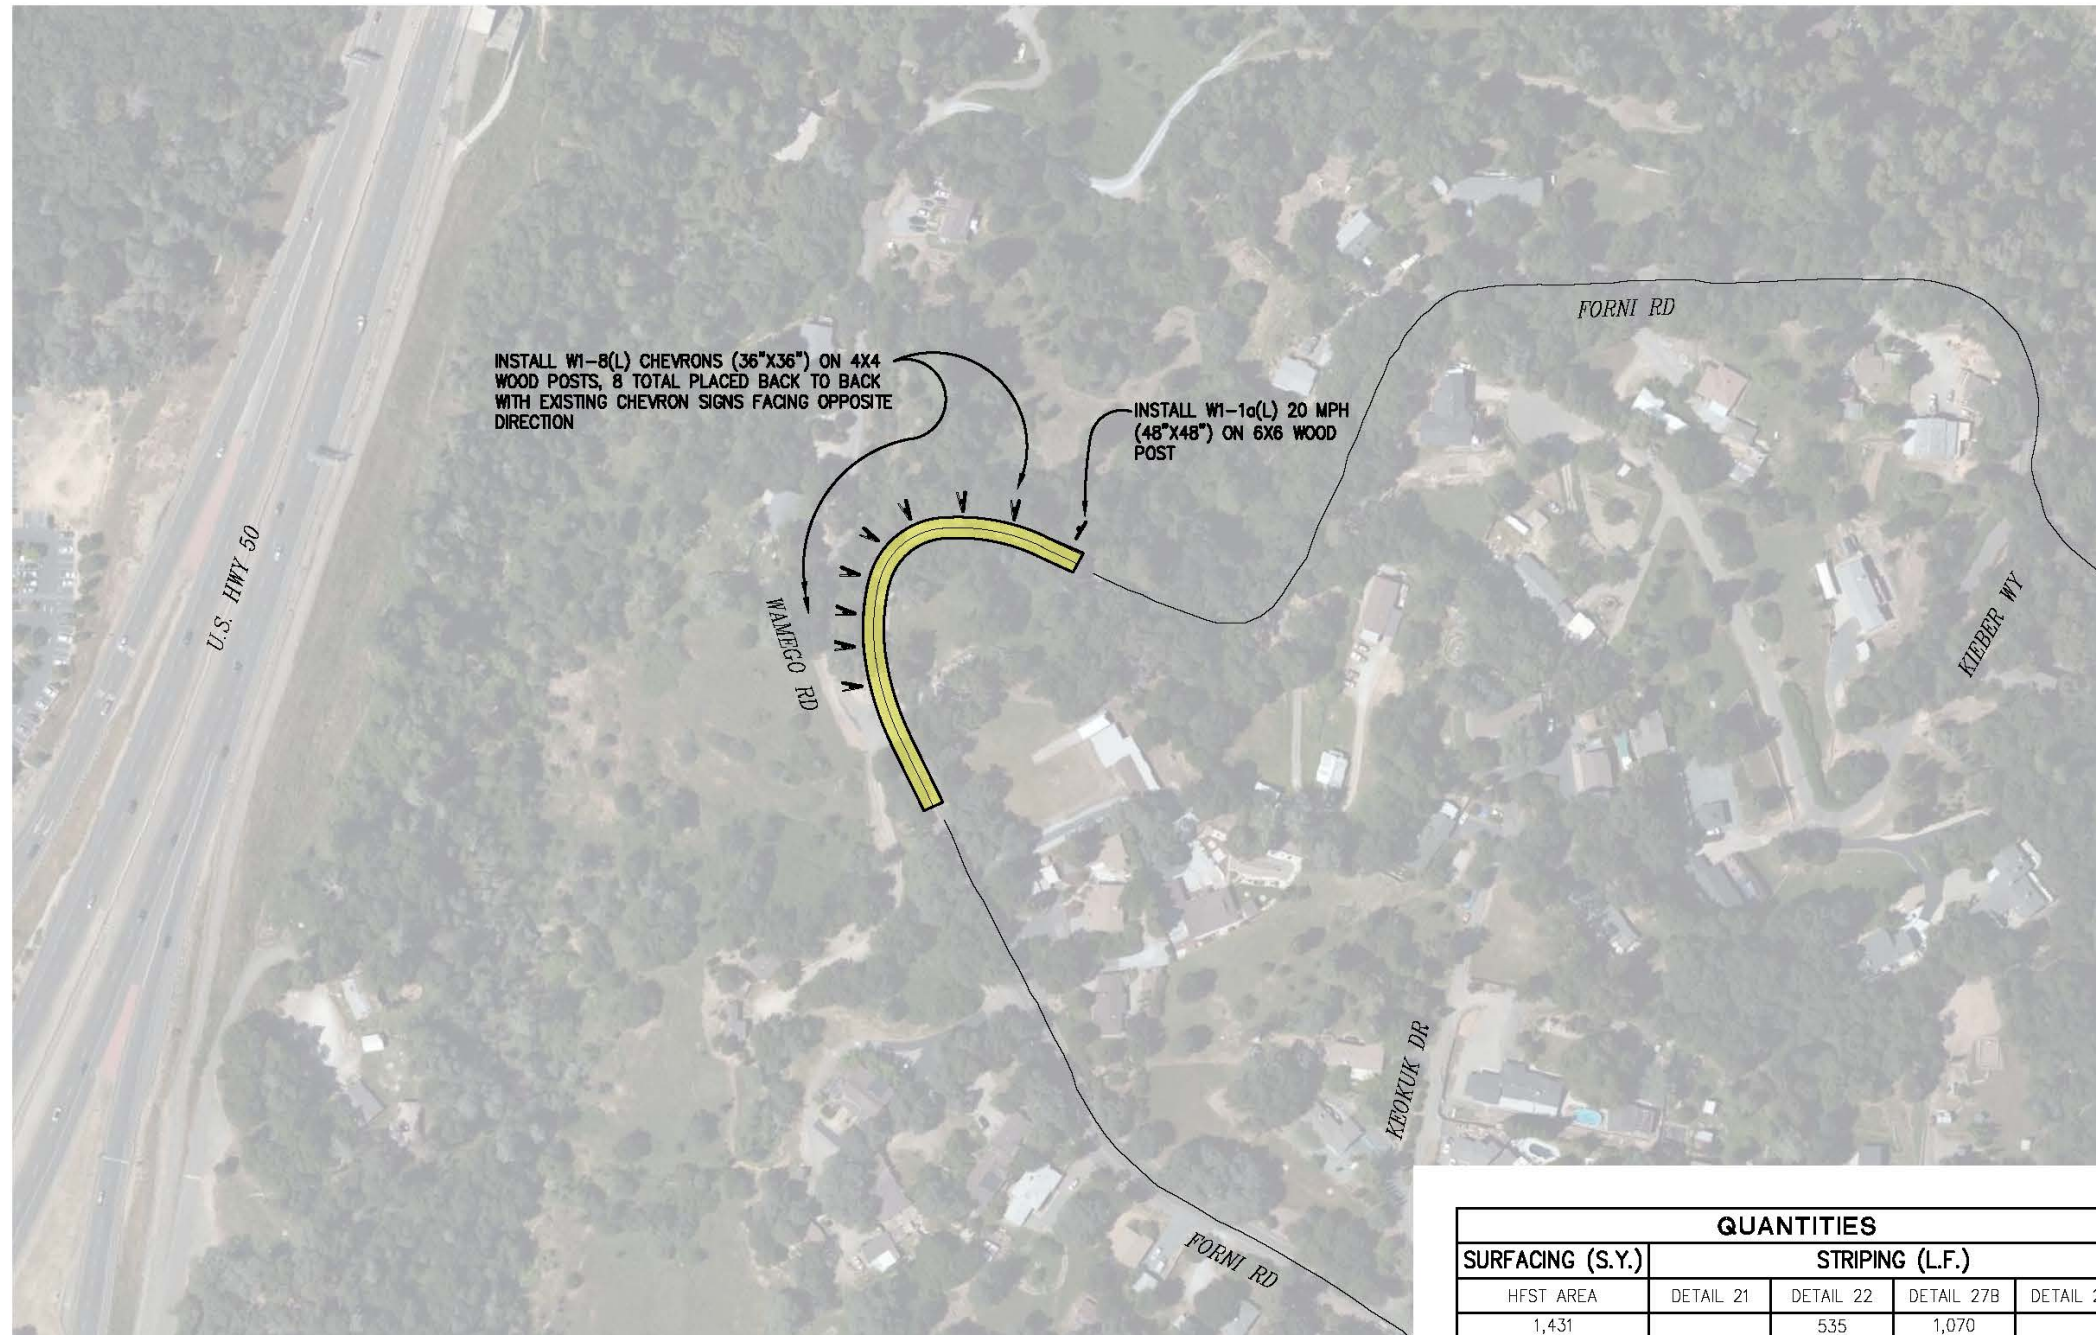 INSTALL W1-8(L) CHEVRONS (36"X36") ON 4X4
WOOD POSTS, 8 TOTAL PLACED BACK TO BACK
WITH EXISTING CHEVRON SIGNS FACING OPPOSITE
DIRECTION
INSTALL W1-1a(L) 20 MPH
(48"X48") ON 6X6 WOOD
POST
FORNI RD
U.S. HWY 50
WAMEGO RD
KIEBER WY
KEOKUK DR
FORNI RD
QUANTITIES
SURFACING (S.Y.) STRIPING (L.F.)
HFST AREA DETAIL 21 DETAIL 22 DETAIL 27B DETAIL
1,431 535 1,070